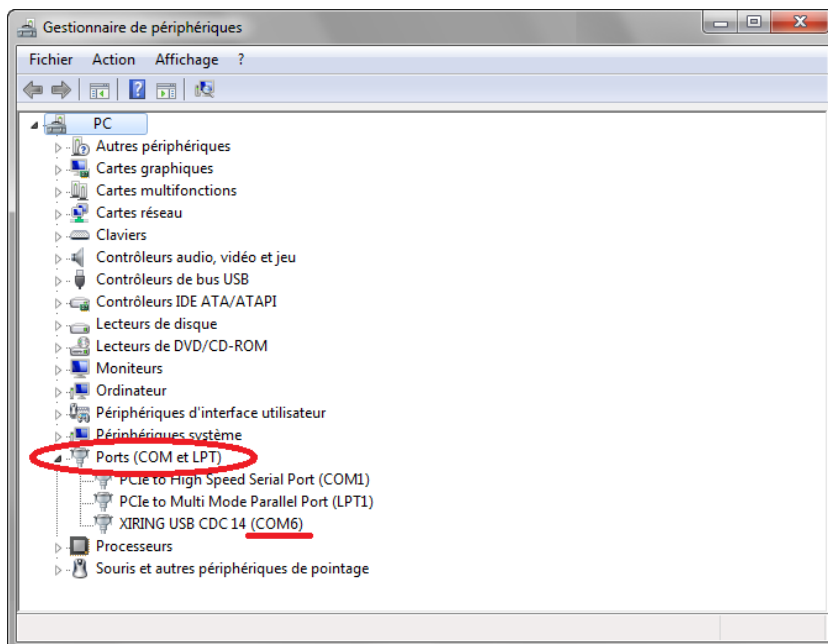 Gestionnaire de périphériques
Fichier Action Affichage ?
PC
Autres périphériques
Cartes graphiques
Cartes multifonctions
Cartes réseau
Claviers
Contrôleurs audio, vidéo et jeu
Contrôleurs de bus USB
Contrôleurs IDE ATA/ATAPI
Lecteurs de disque
Lecteurs de DVD/CD-ROM
Moniteurs
Ordinateur
Périphériques d'interface utilisateur
Périphériques système
Ports (COM et LPT)
PCIe to High Speed Serial Port (COM1)
PCIe to Multi Mode Parallel Port (LPT1)
XIRING USB CDC 14 (COM6)
Processeurs
Souris et autres périphériques de pointage